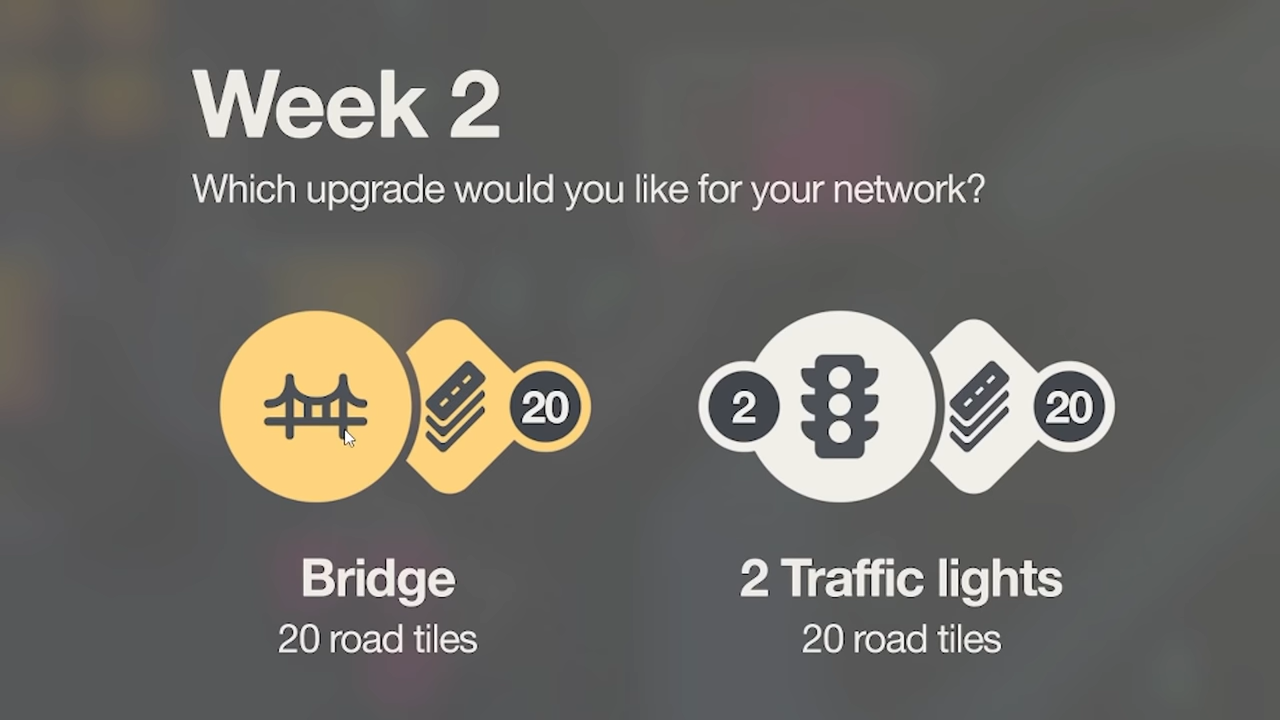 Week 2
Which upgrade would you like for your network?
20
2
20
Bridge
2 Traffic lights
20 road tiles
20 road tiles